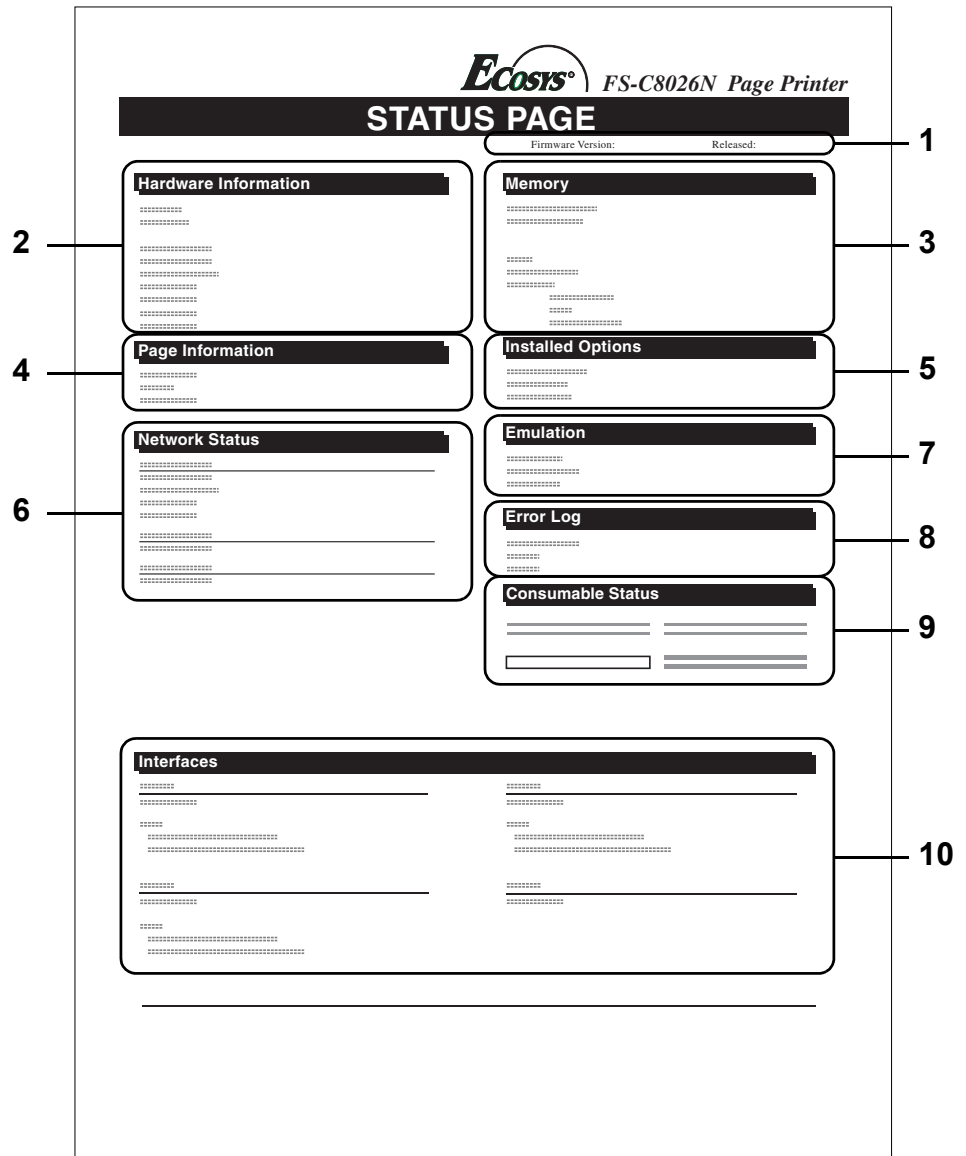 Ecosys FS-C8026N Page Printer
STATUS PAGE
Firmware Version: Released:
1
Hardware Information
2
Memory
3
Page Information
4
Installed Options
5
Network Status
6
Emulation
7
Error Log
8
Consumable Status
9
Interfaces
10